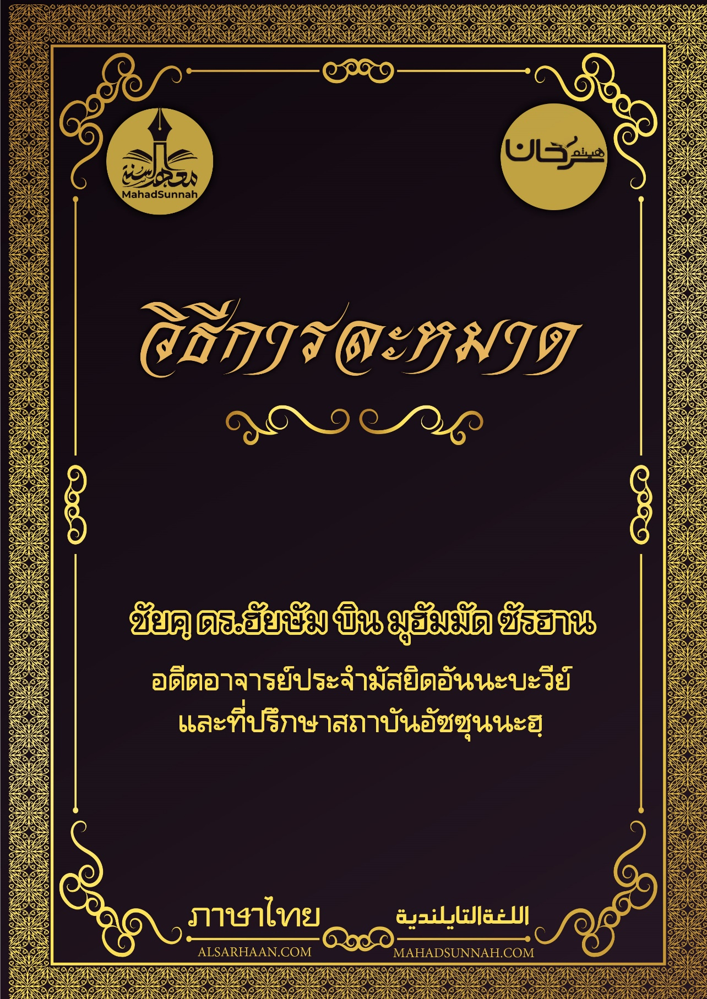 معهد السنة
MahadSunnah
هيثم سرحان
วิธีการละหมาด
ชัยคฺ ดร.ฮัยษัม บิน มุฮัมมัด ซัรฮาน
อดีตอาจารย์ประจำมัสยิดอันนะบะวีย์
และที่ปรึกษาสถาบันอัซซุนนะฮฺ
ภาษาไทย
اللغة التايلندية
ALSARHAAN.COM
MAHADSUNNAH.COM